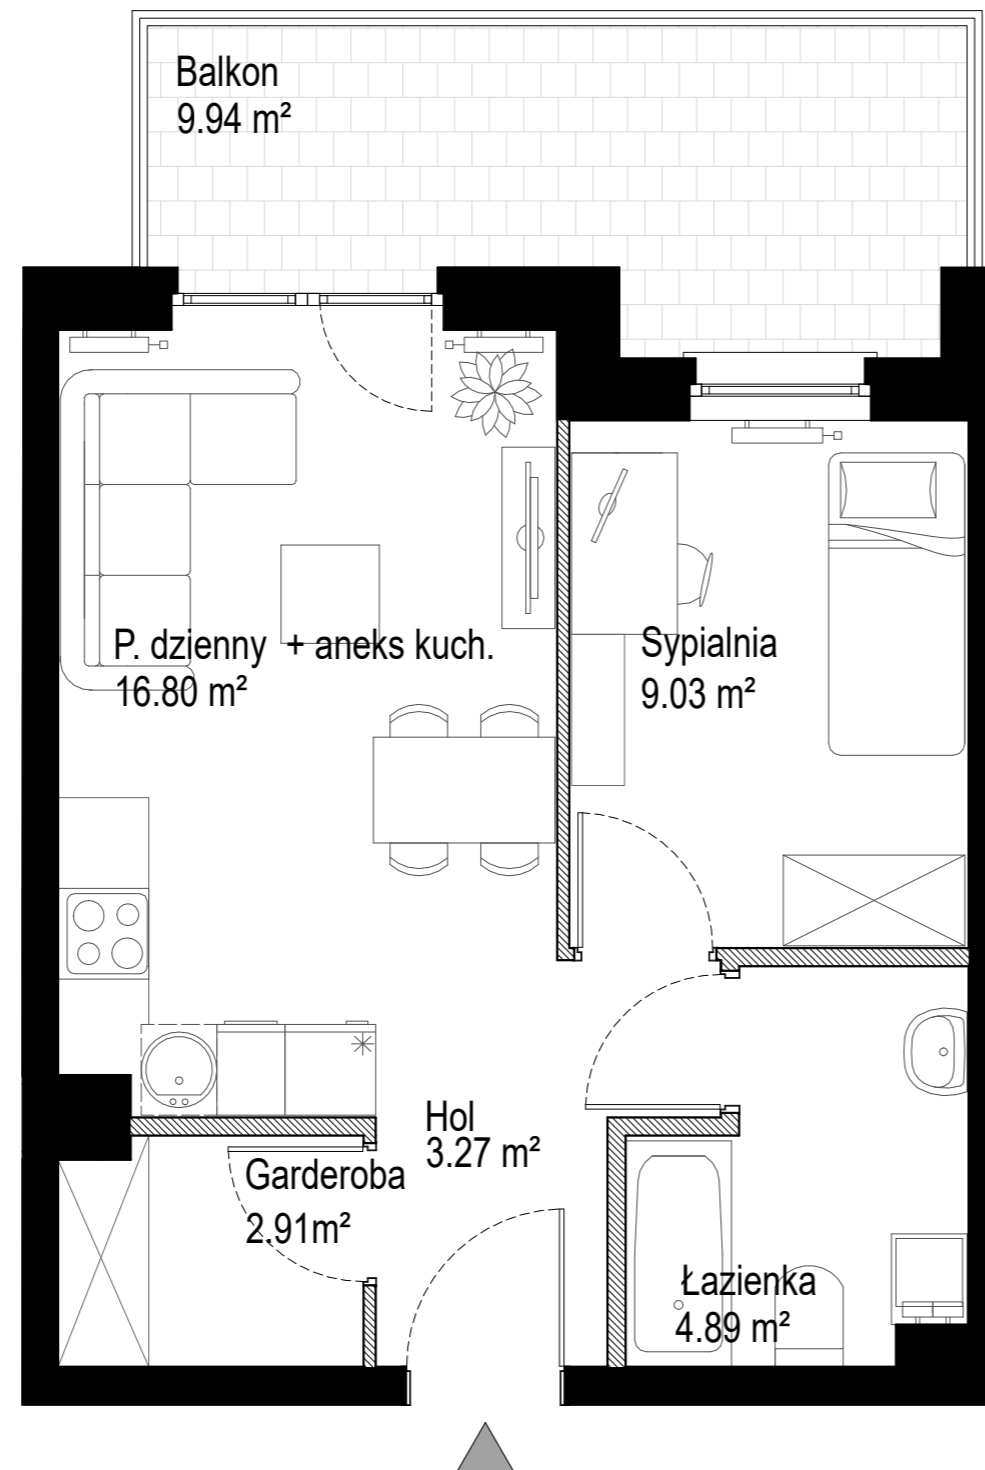 Balkon
9.94 m²
P. dzienny + aneks kuch.
16.80 m²
Sypialnia
9.03 m²
Hol
3.27 m²
Garderoba
2.91m²
Łazienka
4.89 m²